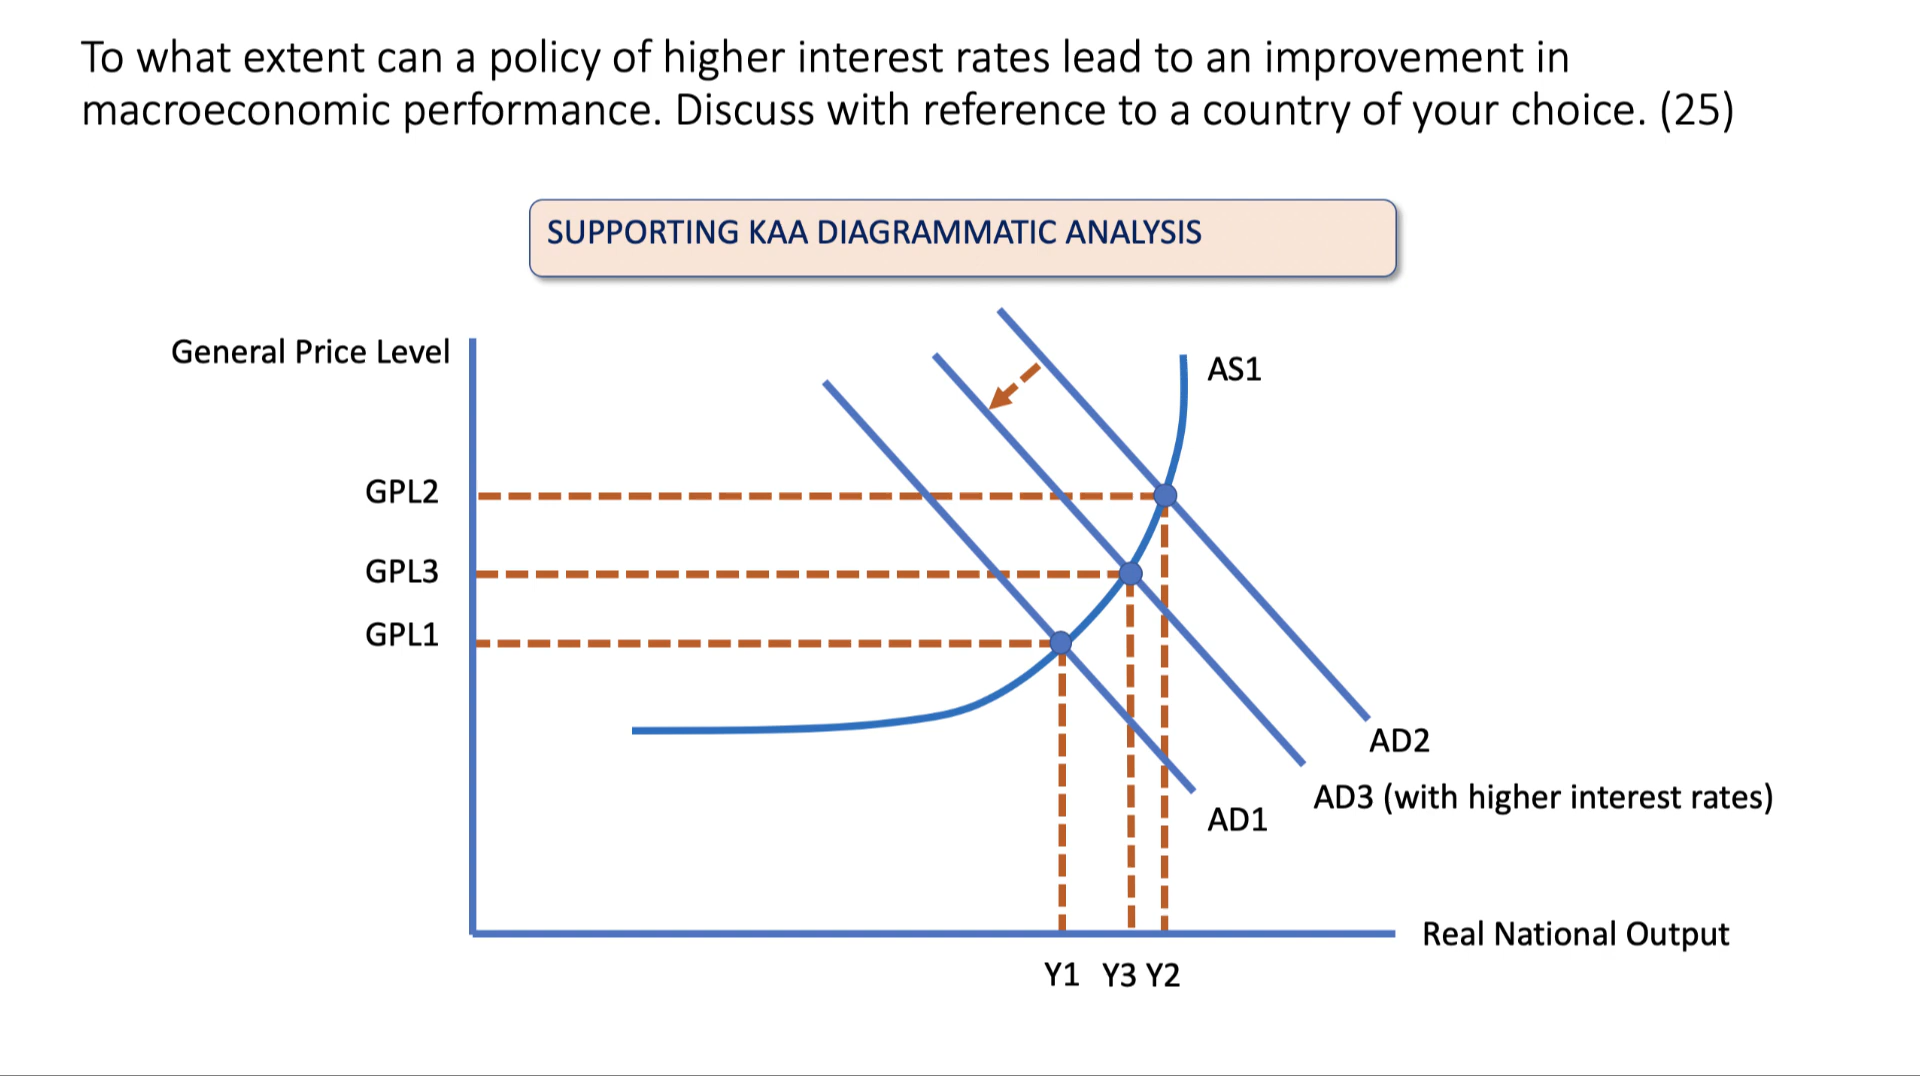 To what extent can a policy of higher interest rates lead to an improvement in
macroeconomic performance. Discuss with reference to a country of your choice. (25)
SUPPORTING KAA DIAGRAMMATIC ANALYSIS
General Price Level
AS1
GPL2
GPL3
GPL1
AD2
AD3 (with higher interest rates)
AD1
Real National Output
Y1 Y3 Y2